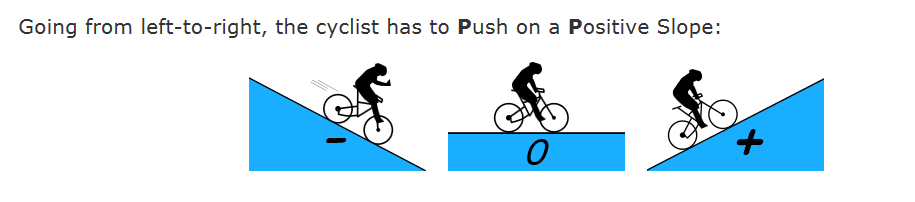 Going from left-to-right, the cyclist has to Push on a Positive Slope:
- 0 +